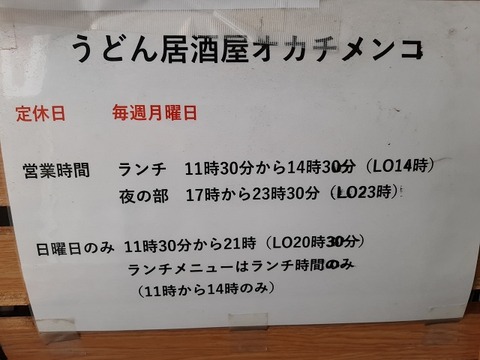 うどん居酒屋オカチメンコ
定休日 毎週月曜日
営業時間 ランチ 11時30分から14時30分（LO14時）
夜の部 17時から23時30分（LO23時）
日曜日のみ 11時30分から21時（LO20時30分）
ランチメニューはランチ時間のみ
（11時から14時のみ）